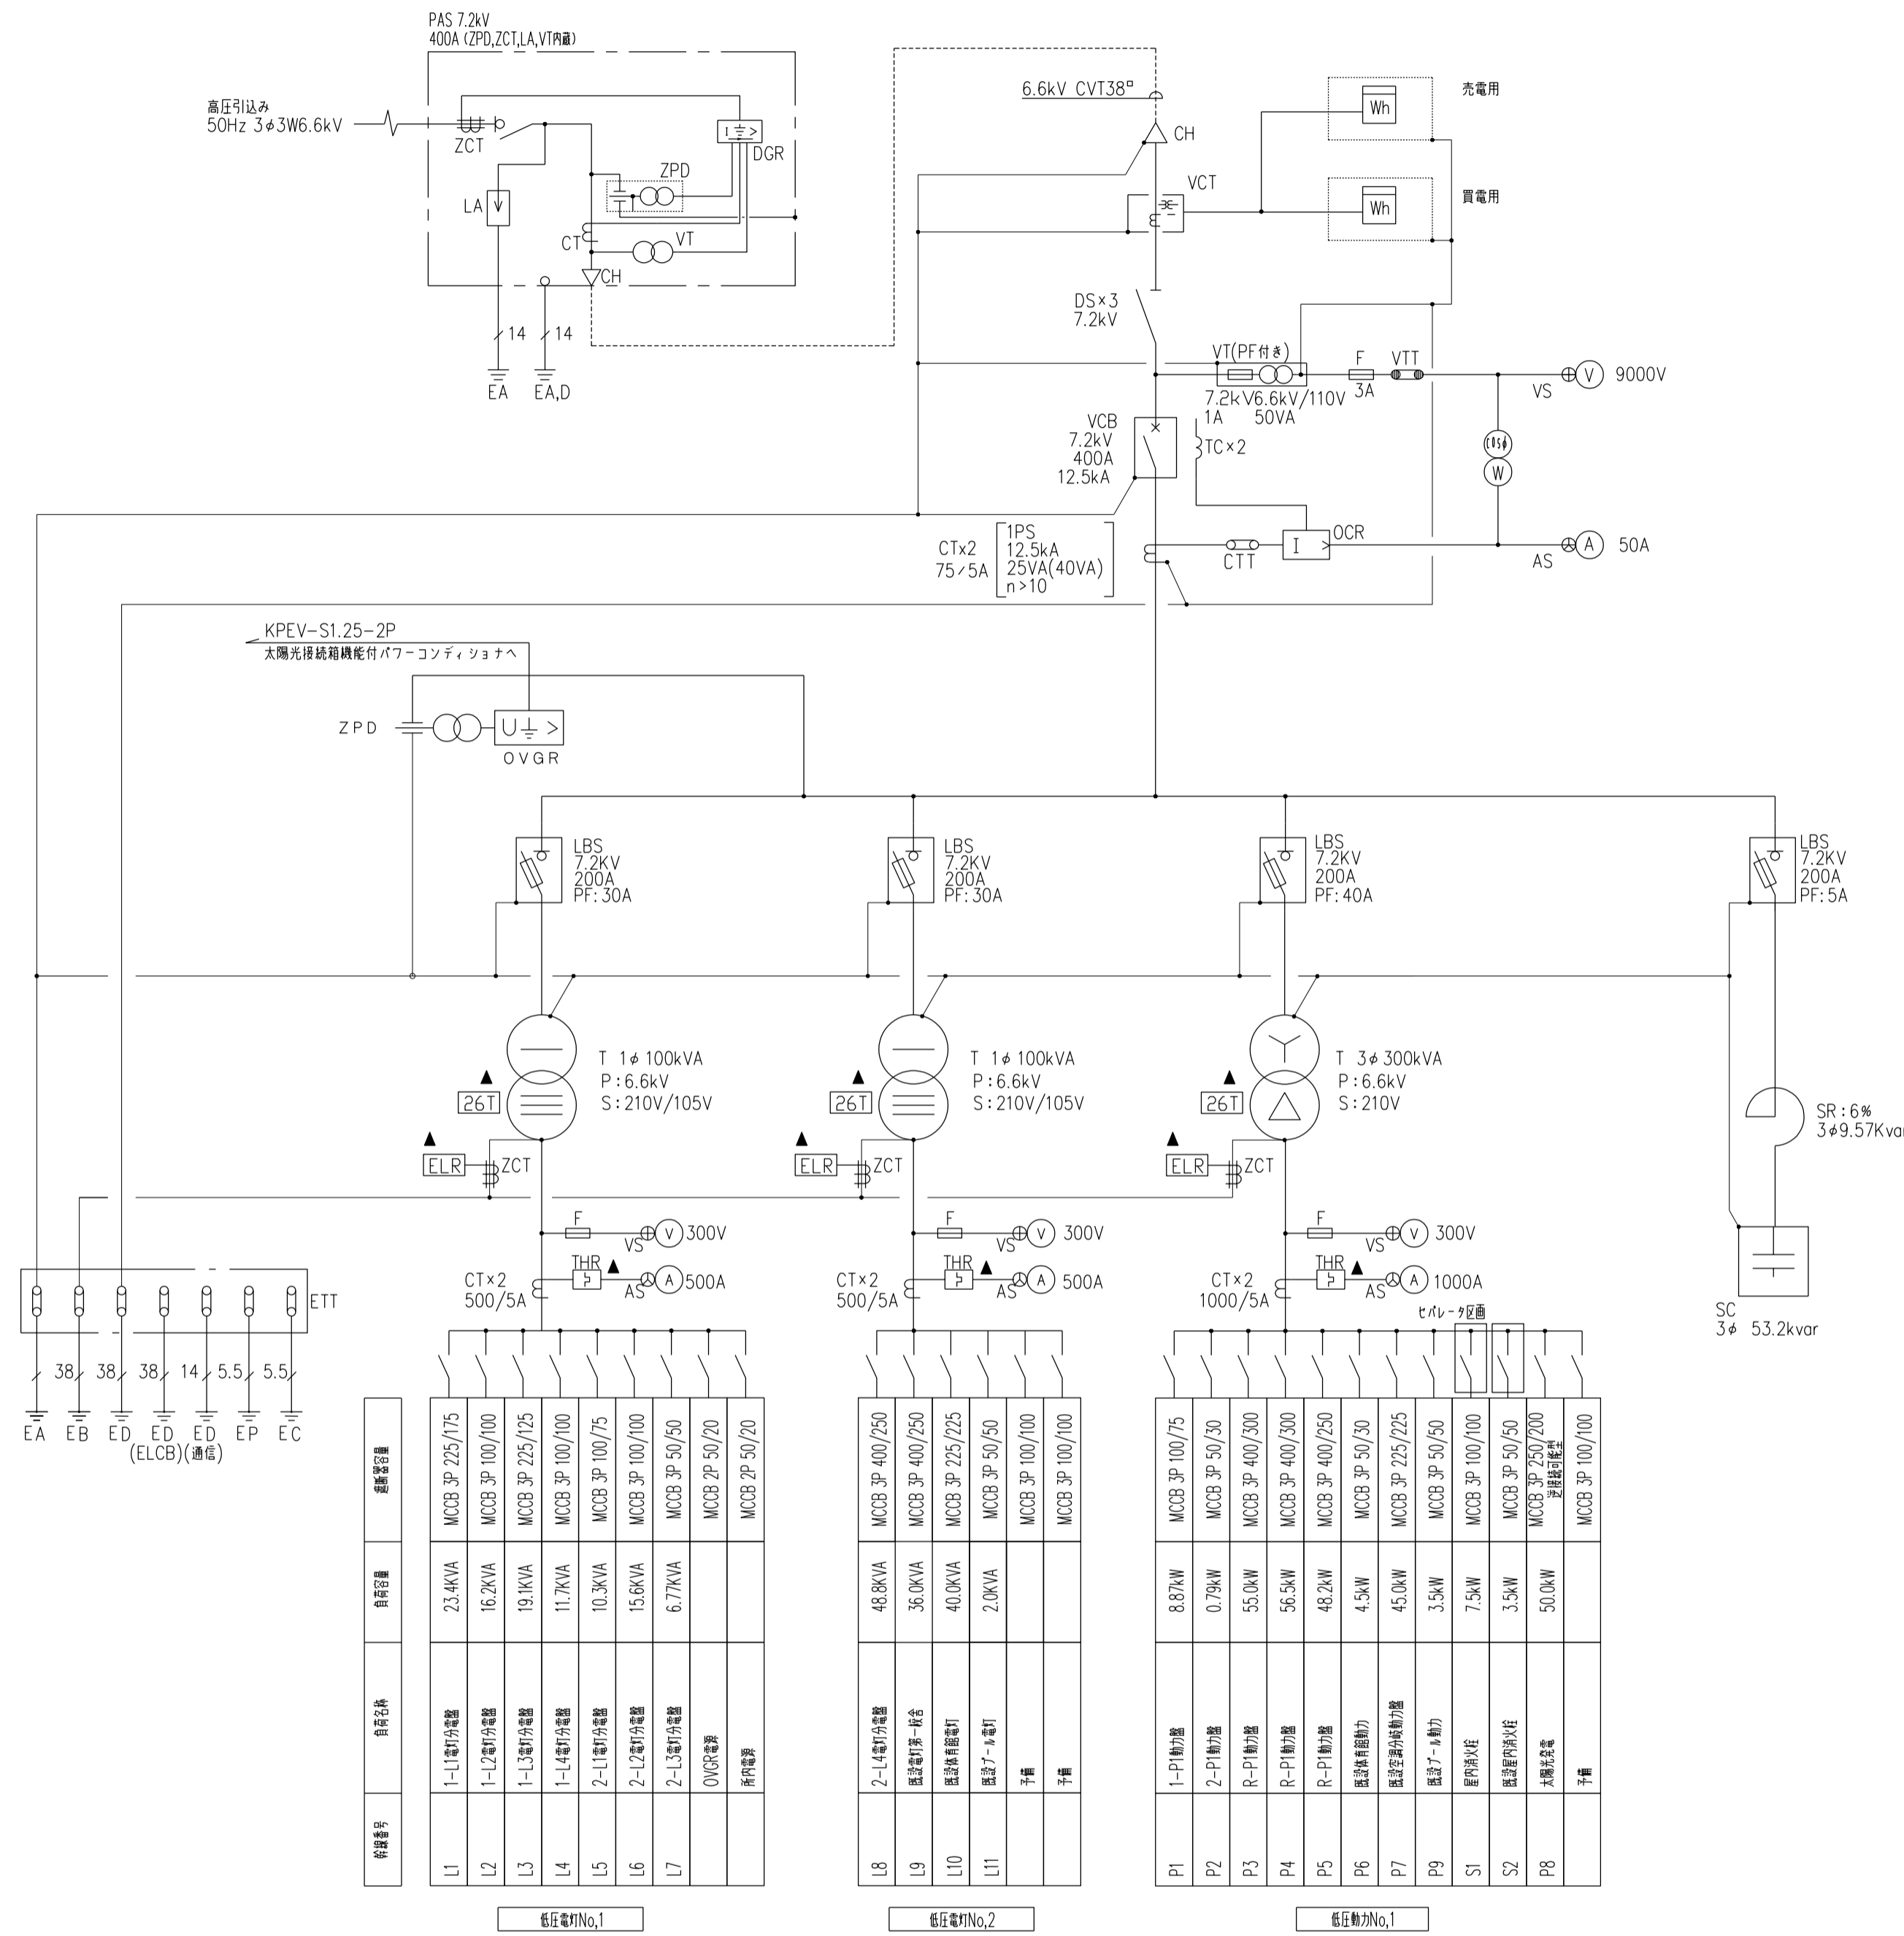 PAS 7.2kV
400A (ZPD,ZCT,LA,VT内蔵)
高圧引込み
50Hz 3φ3W6.6kV
ZCT
I >
DGR
ZPD
LA
CT
VT
CH
14
14
EA
EA,D
6.6kV CVT38□
CH
VCT
Wh
売電用
Wh
買電用
DS×3
7.2kV
VT(PF付き)
7.2kV
1A
6.6kV/110V
50VA
F
3A
VTT
VS
V
9000V
VCB
7.2kV
400A
12.5kA
TC×2
cosφ
W
CT×2
75/5A
1PS
12.5kA
25VA(40VA)
n>10
CTT
I >
OCR
AS
A
50A
KPEV-S1.25-2P
太陽光接続箱機能付パワーコンディショナへ
ZPD
U >
OVGR
LBS
7.2KV
200A
PF:30A
LBS
7.2KV
200A
PF:30A
LBS
7.2KV
200A
PF:40A
LBS
7.2KV
200A
PF:5A
T 1φ 100kVA
P:6.6kV
S:210V/105V
26T
ELR
ZCT
T 1φ 100kVA
P:6.6kV
S:210V/105V
26T
ELR
ZCT
T 3φ 300kVA
P:6.6kV
S:210V
26T
ELR
ZCT
SR:6%
3φ9.57Kvar
SC
3φ 53.2kvar
F
VS
V
300V
THR
AS
A
500A
CT×2
500/5A
F
VS
V
300V
THR
AS
A
500A
CT×2
500/5A
F
VS
V
300V
THR
AS
A
1000A
CT×2
1000/5A
セパレータ区画
ETT
38
38
38
14
5.5
5.5
EA
EB
ED
ED
ED
EP
EC
(ELCB)
(通信)
遮断器容量
負荷容量
負荷名称
幹線番号
MCCB 3P 225/175
23.4KVA
1-L1電灯分電盤
L1
MCCB 3P 100/100
16.2KVA
1-L2電灯分電盤
L2
MCCB 3P 225/125
19.1KVA
1-L3電灯分電盤
L3
MCCB 3P 100/100
11.7KVA
1-L4電灯分電盤
L4
MCCB 3P 100/75
10.3KVA
2-L1電灯分電盤
L5
MCCB 3P 100/100
15.6KVA
2-L2電灯分電盤
L6
MCCB 3P 50/50
6.77KVA
2-L3電灯分電盤
L7
MCCB 2P 50/20
OVGR電源
MCCB 2P 50/20
所内電源
低圧電灯No,1
MCCB 3P 400/250
48.8KVA
2-L4電灯分電盤
L8
MCCB 3P 400/250
36.0KVA
既設電灯第一校舎
L9
MCCB 3P 225/225
40.0KVA
既設体育館電灯
L10
MCCB 3P 50/50
2.0KVA
既設プール電灯
L11
MCCB 3P 100/100
予備
MCCB 3P 100/100
予備
低圧電灯No,2
MCCB 3P 100/75
8.87kW
1-P1動力盤
P1
MCCB 3P 50/30
0.79kW
2-P1動力盤
P2
MCCB 3P 400/300
55.0kW
R-P1動力盤
P3
MCCB 3P 400/300
56.5kW
R-P1動力盤
P4
MCCB 3P 400/250
48.2kW
R-P1動力盤
P5
MCCB 3P 50/30
4.5kW
既設体育館動力
P6
MCCB 3P 225/225
45.0kW
既設空調分岐動力盤
P7
MCCB 3P 50/50
3.5kW
既設プール動力
P9
MCCB 3P 100/100
7.5kW
屋内消火栓
S1
MCCB 3P 50/50
3.5kW
既設屋内消火栓
S2
MCCB 3P 250/200
逆接続可能型
50.0kW
太陽光発電
P8
MCCB 3P 100/100
予備
低圧動力No,1